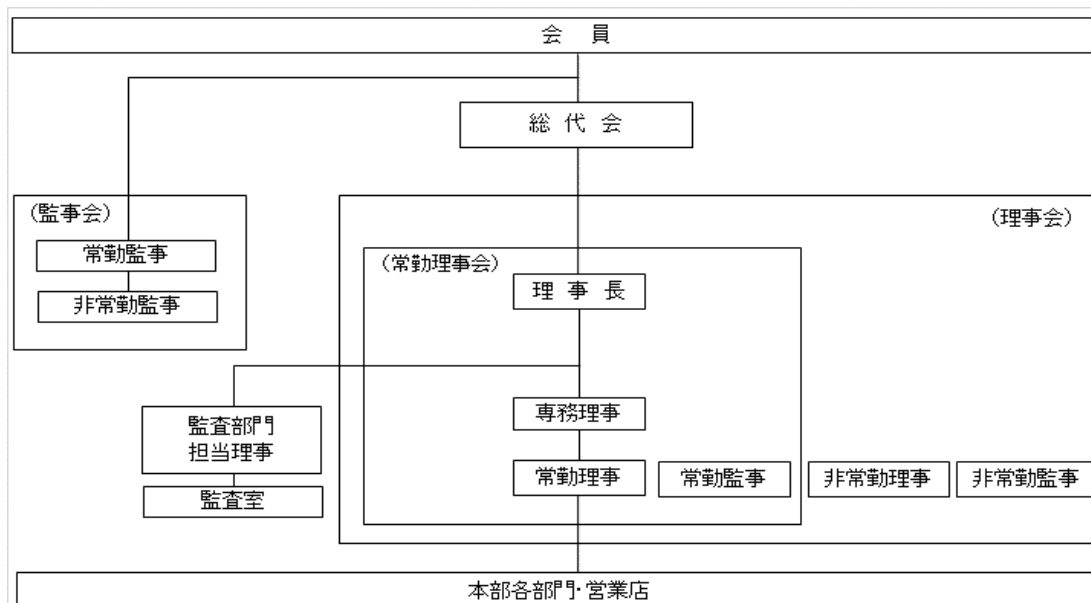 会 員
総 代 会
（監事会）
（理事会）
常勤監事
（常勤理事会）
理 事 長
非常勤監事
専務理事
監査部門
担当理事
常勤理事
常勤監事
非常勤理事
非常勤監事
監査室
本部各部門・営業店